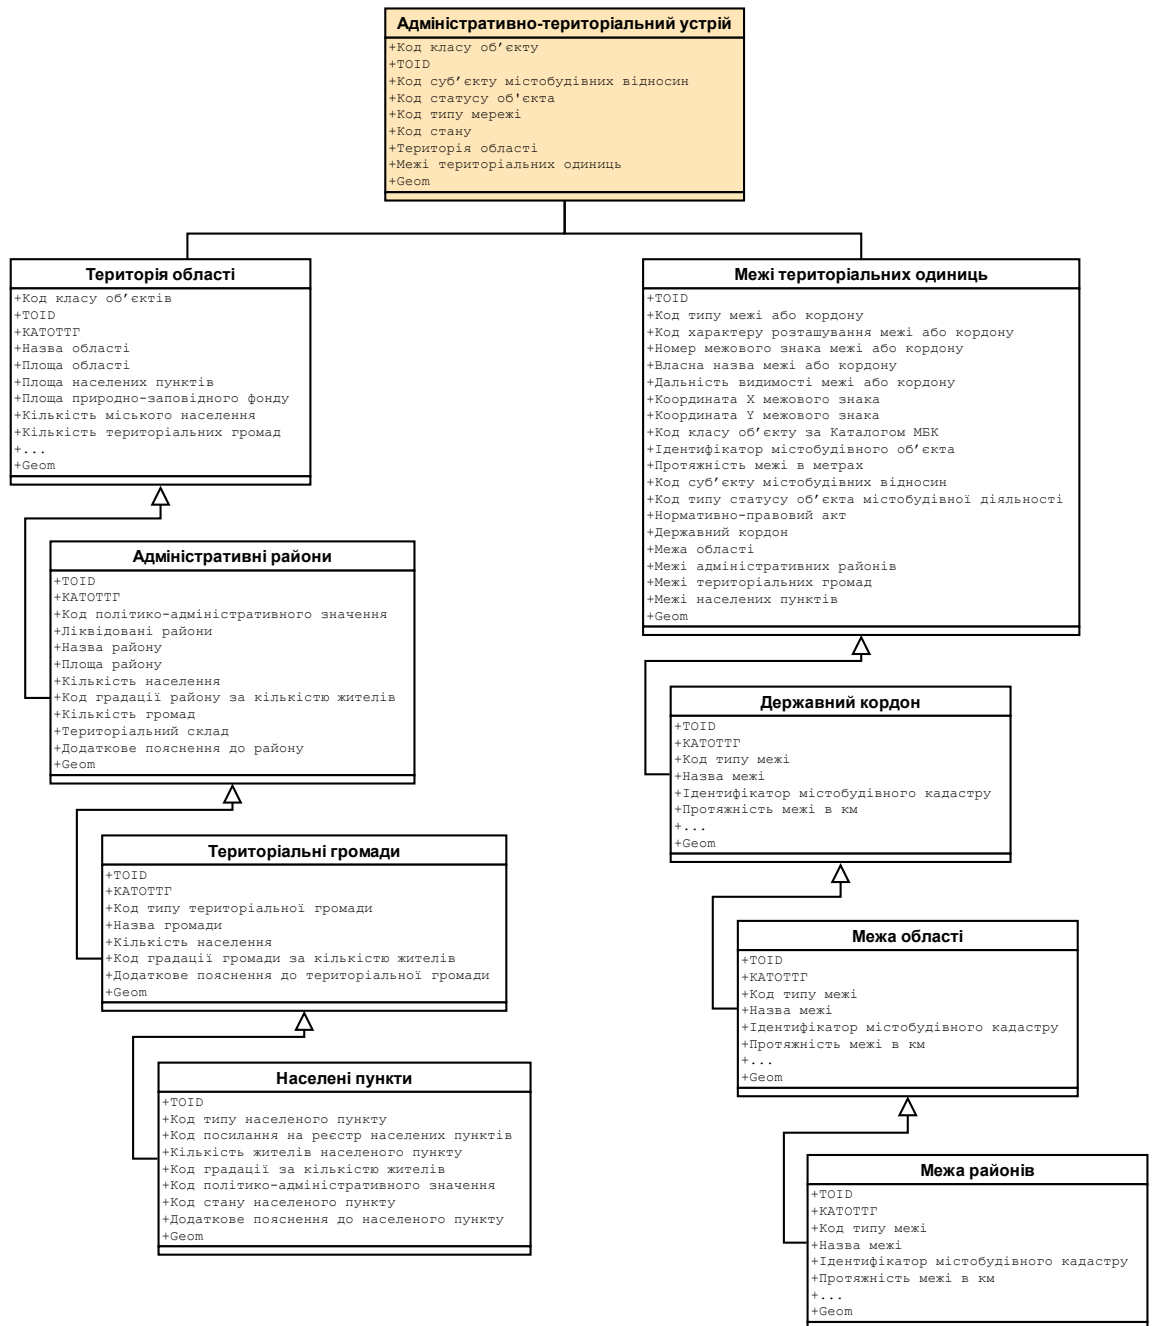 Адміністративно-територіальний устрій
+Код класу об’єкту
+TOID
+Код суб’єкту містобудівних відносин
+Код статусу об'єкта
+Код типу мережі
+Код стану
+Територія області
+Межі територіальних одиниць
+Geom
Територія області
+Код класу об’єктів
+TOID
+КАТОТТГ
+Назва області
+Площа області
+Площа населених пунктів
+Площа природно-заповідного фонду
+Кількість міського населення
+Кількість територіальних громад
+...
+Geom
Адміністративні райони
+TOID
+КАТОТТГ
+Код політико-адміністративного значення
+Ліквідовані райони
+Назва району
+Площа району
+Кількість населення
+Код градації району за кількістю жителів
+Кількість громад
+Територіальний склад
+Додаткове пояснення до району
+Geom
Територіальні громади
+TOID
+КАТОТТГ
+Код типу територіальної громади
+Назва громади
+Кількість населення
+Код градації громади за кількістю жителів
+Додаткове пояснення до територіальної громади
+Geom
Населені пункти
+TOID
+Код типу населеного пункту
+Код посилання на реєстр населених пунктів
+Кількість жителів населеного пункту
+Код градації за кількістю жителів
+Код політико-адміністративного значення
+Код стану населеного пункту
+Додаткове пояснення до населеного пункту
+Geom
Межі територіальних одиниць
+TOID
+Код типу межі або кордону
+Код характеру розташування межі або кордону
+Номер межового знака межі або кордону
+Власна назва межі або кордону
+Дальність видимості межі або кордону
+Координата X межового знака
+Координата Y межового знака
+Код класу об’єкту за Каталогом МБК
+Ідентифікатор містобудівного об’єкта
+Протяжність межі в метрах
+Код суб’єкту містобудівних відносин
+Код типу статусу об’єкта містобудівної діяльності
+Нормативно-правовий акт
+Державний кордон
+Межа області
+Межі адміністративних районів
+Межі територіальних громад
+Межі населених пунктів
+Geom
Державний кордон
+TOID
+КАТОТТГ
+Код типу межі
+Назва межі
+Ідентифікатор містобудівного кадастру
+Протяжність межі в км
+...
+Geom
Межа області
+TOID
+КАТОТТГ
+Код типу межі
+Назва межі
+Ідентифікатор містобудівного кадастру
+Протяжність межі в км
+...
+Geom
Межа районів
+TOID
+КАТОТТГ
+Код типу межі
+Назва межі
+Ідентифікатор містобудівного кадастру
+Протяжність межі в км
+...
+Geom